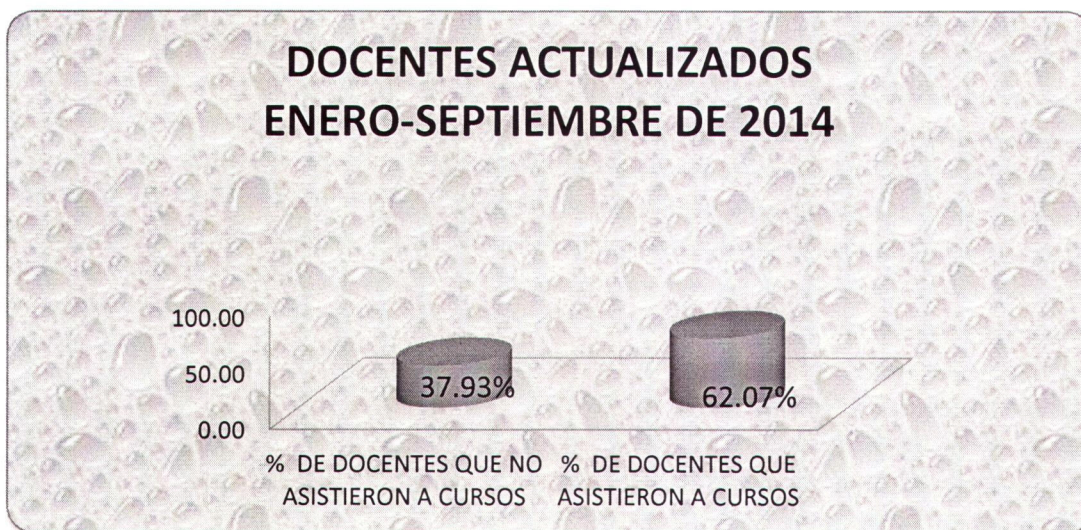 DOCENTES ACTUALIZADOS
ENERO-SEPTIEMBRE DE 2014
100.00
50.00
0.00
37.93%
62.07%
% DE DOCENTES QUE NO
ASISTIERON A CURSOS
% DE DOCENTES QUE
ASISTIERON A CURSOS